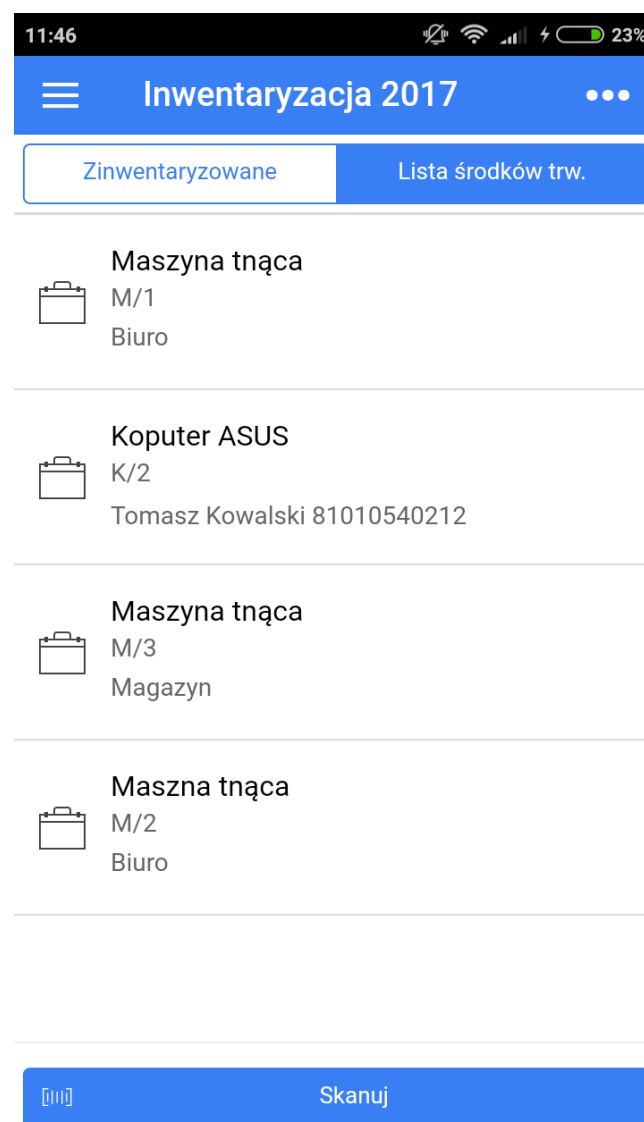 11:46
23%
Inwentaryzacja 2017
Zinwentaryzowane
Lista środków trw.
Maszyna tnąca
M/1
Biuro
Koputer ASUS
K/2
Tomasz Kowalski 81010540212
Maszyna tnąca
M/3
Magazyn
Maszna tnąca
M/2
Biuro
Skanuj